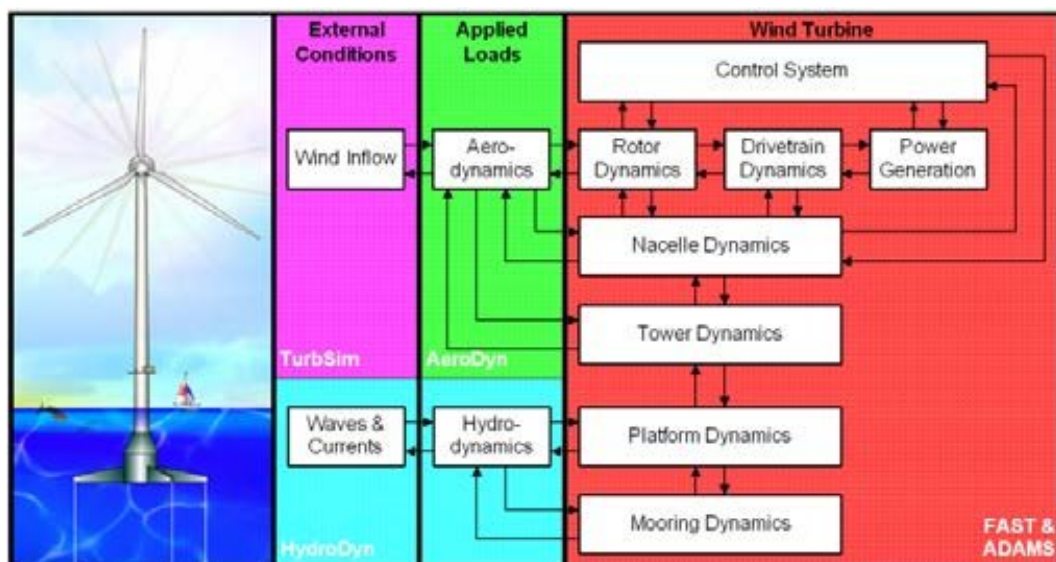 External
Conditions
Applied
Loads
Wind Turbine
Control System
Wind Inflow
Aero-
dynamics
Rotor
Dynamics
Drivetrain
Dynamics
Power
Generation
Nacelle Dynamics
Tower Dynamics
TurbSim
AeroDyn
Waves &
Currents
Hydro-
dynamics
Platform Dynamics
Mooring Dynamics
HydroDyn
FAST &
ADAMS